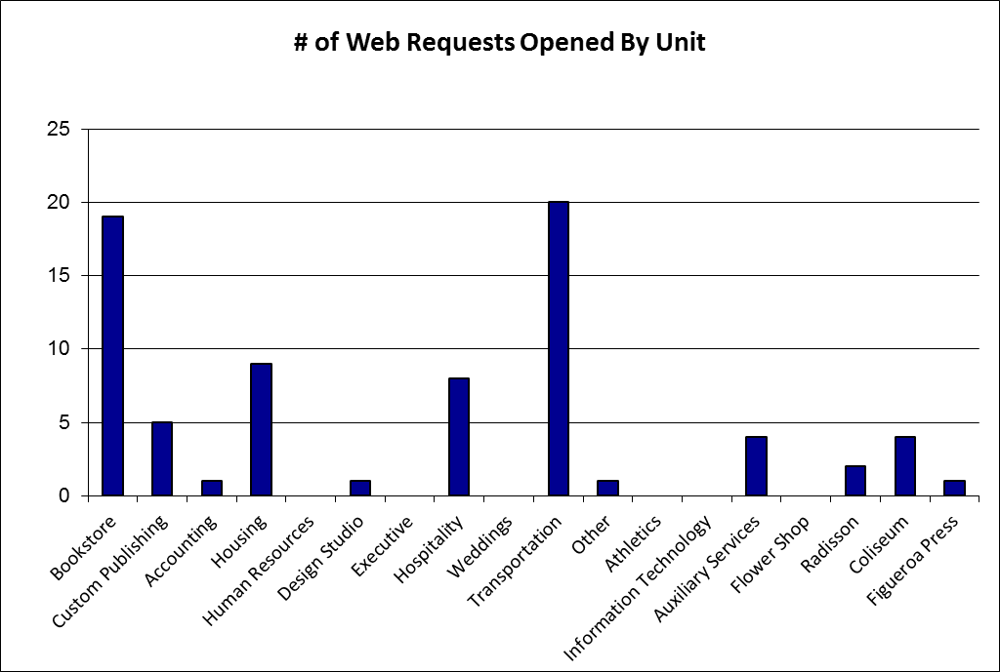 # of Web Requests Opened By Unit
25
20
15
10
5
0
Bookstore
Custom Publishing
Accounting
Housing
Human Resources
Design Studio
Executive
Hospitality
Weddings
Transportation
Other
Athletics
Information Technology
Auxiliary Services
Flower Shop
Radisson
Coliseum
Figueroa Press